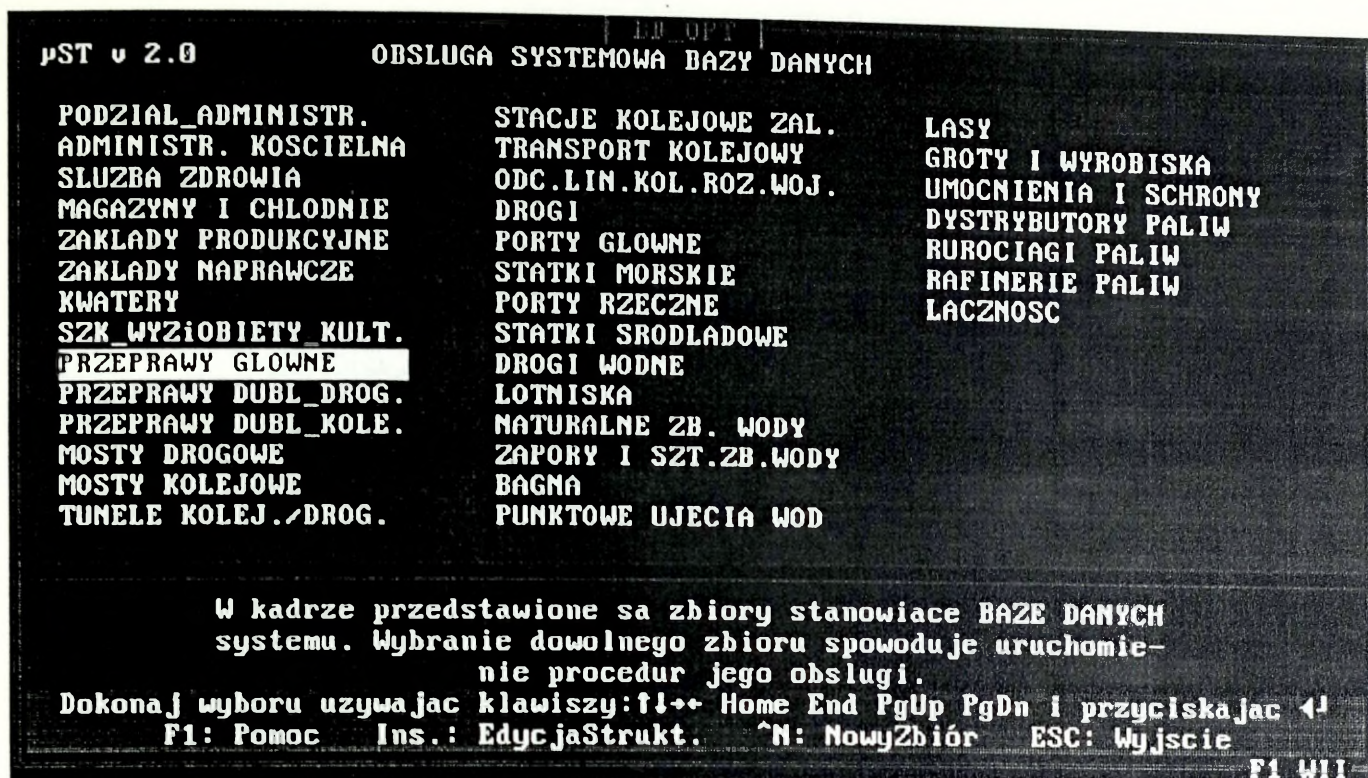 µST v 2.0
OBSLUGA SYSTEMOWA BAZY DANYCH
PODZIAL_ADMINISTR.
ADMINISTR. KOSCIELNA
SLUZBA ZDROWIA
MAGAZYNY I CHLODNIE
ZAKLADY PRODUKCYJNE
ZAKLADY NAPRAWCZE
KWATERY
SZK_WYZiOBIETY_KULT.
PRZEPRAWY GLOWNE
PRZEPRAWY DUBL_DROG.
PRZEPRAWY DUBL_KOLE.
MOSTY DROGOWE
MOSTY KOLEJOWE
TUNELE KOLEJ./DROG.
STACJE KOLEJOWE ZAL.
TRANSPORT KOLEJOWY
ODC.LIN.KOL.ROZ.WOJ.
DROGI
PORTY GLOWNE
STATKI MORSKIE
PORTY RZECZNE
STATKI SRODLADOWE
DROGI WODNE
LOTNISKA
NATURALNE ZB. WODY
ZAPORY I SZT.ZB.WODY
BAGNA
PUNKTOWE UJECIA WOD
LASY
GROTY I WYROBISKA
UMOCNIENIA I SCHRONY
DYSTRYBUTORY PALIW
RUROCIAGI PALIW
RAFINERIE PALIW
LACZNOSC
W kadrze przedstawione sa zbiory stanowiace BAZE DANYCH
systemu. Wybranie dowolnego zbioru spowoduje uruchomie-
nie procedur jego obslugi.
Dokonaj wyboru uzywajac klawiszy:↑↓→← Home End PgUp PgDn i przyciskajac ↵
F1: Pomoc Ins.: EdycjaStrukt. ^N: NowyZbiór ESC: Wyjscie
F1 WII